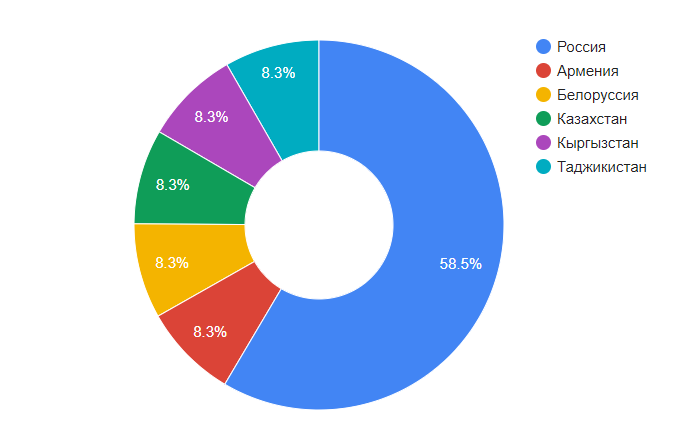 Россия
Армения
Белоруссия
Казахстан
Кыргызстан
Таджикистан
8.3%
8.3%
8.3%
8.3%
8.3%
58.5%